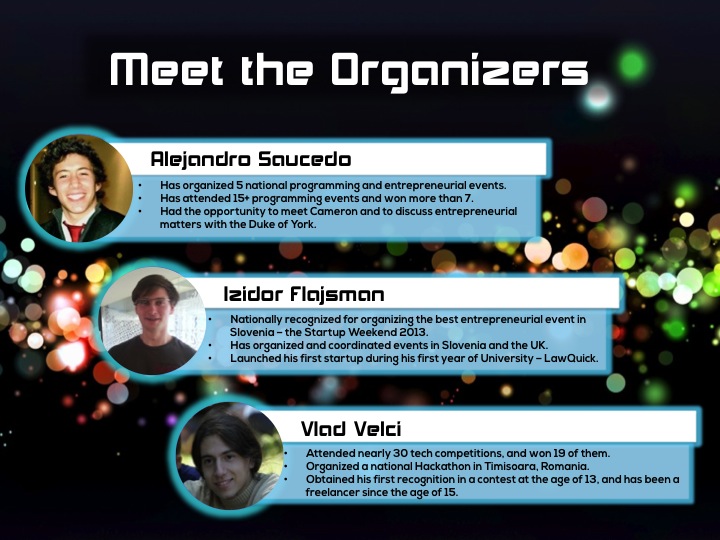 Meet the Organizers
Alejandro Saucedo
• Has organized 5 national programming and entrepreneurial events.
• Has attended 15+ programming events and won more than 7.
• Had the opportunity to meet Cameron and to discuss entrepreneurial
matters with the Duke of York.
Izidor Flajsman
• Nationally recognized for organizing the best entrepreneurial event in
Slovenia – the Startup Weekend 2013.
• Has organized and coordinated events in Slovenia and the UK.
• Launched his first startup during his first year of University – LawQuick.
Vlad Velci
• Attended nearly 30 tech competitions, and won 19 of them.
• Organized a national Hackathon in Timisoara, Romania.
• Obtained his first recognition in a contest at the age of 13, and has been a
freelancer since the age of 15.